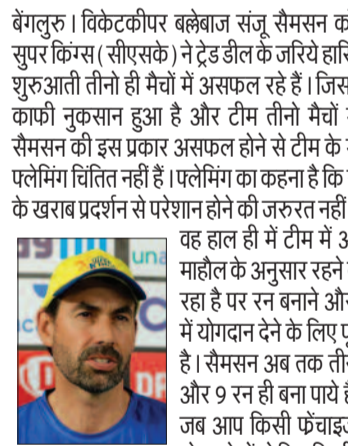 बेंगलुरु। विकेटकीपर बल्लेबाज संजू सैमसन को
सुपर किंग्स ( सीएसके ) ने ट्रेड डील के जरिये
शुरुआती तीनो ही मैचों में असफल रहे हैं। जिस
काफी नुकसान हुआ है और टीम तीनो मैचों
सैमसन की इस प्रकार असफल होने से टीम के
फ्लेमिंग चिंतित नहीं हैं। फ्लेमिंग का कहना है कि
के खराब प्रदर्शन से परेशान होने की जरुरत नहीं
वह हाल ही में टीम में
माहौल के अनुसार रहने
रहा है पर रन बनाने और
में योगदान देने के लिए
है। सैमसन अब तक
और 9 रन ही बना पाये
जब आप किसी